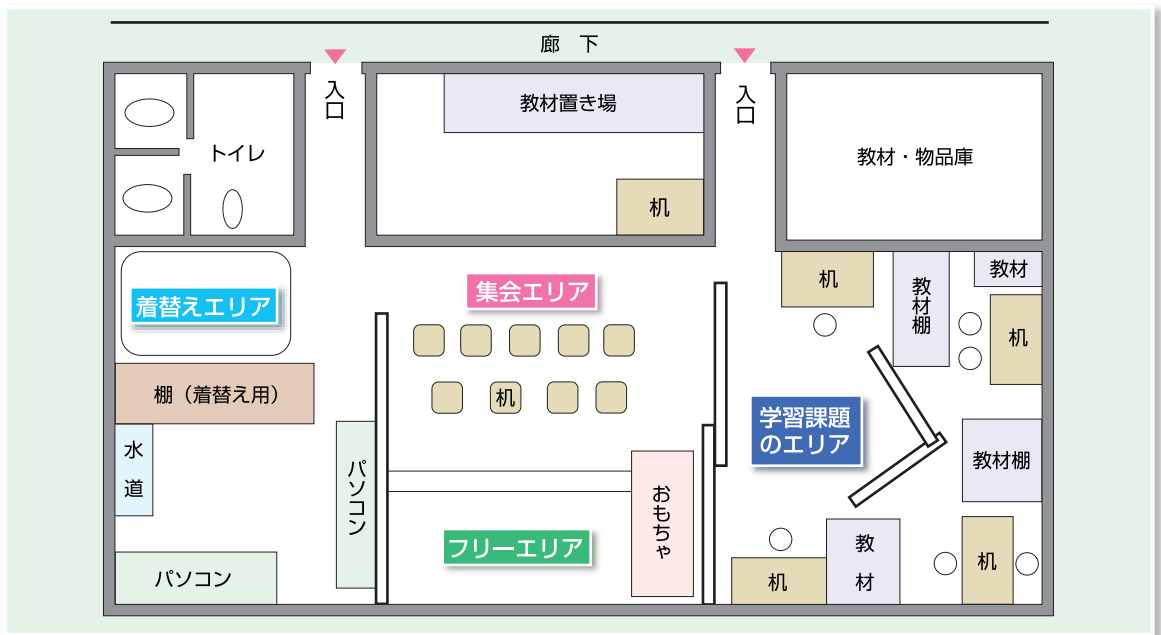 廊　下
入口
入口
教材置き場
トイレ
教材・物品庫
机
着替えエリア
集会エリア
机
教材棚
教材
机
棚（着替え用）
机
学習課題
のエリア
水道
パソコン
教材棚
おもちゃ
フリーエリア
パソコン
机
教材
机